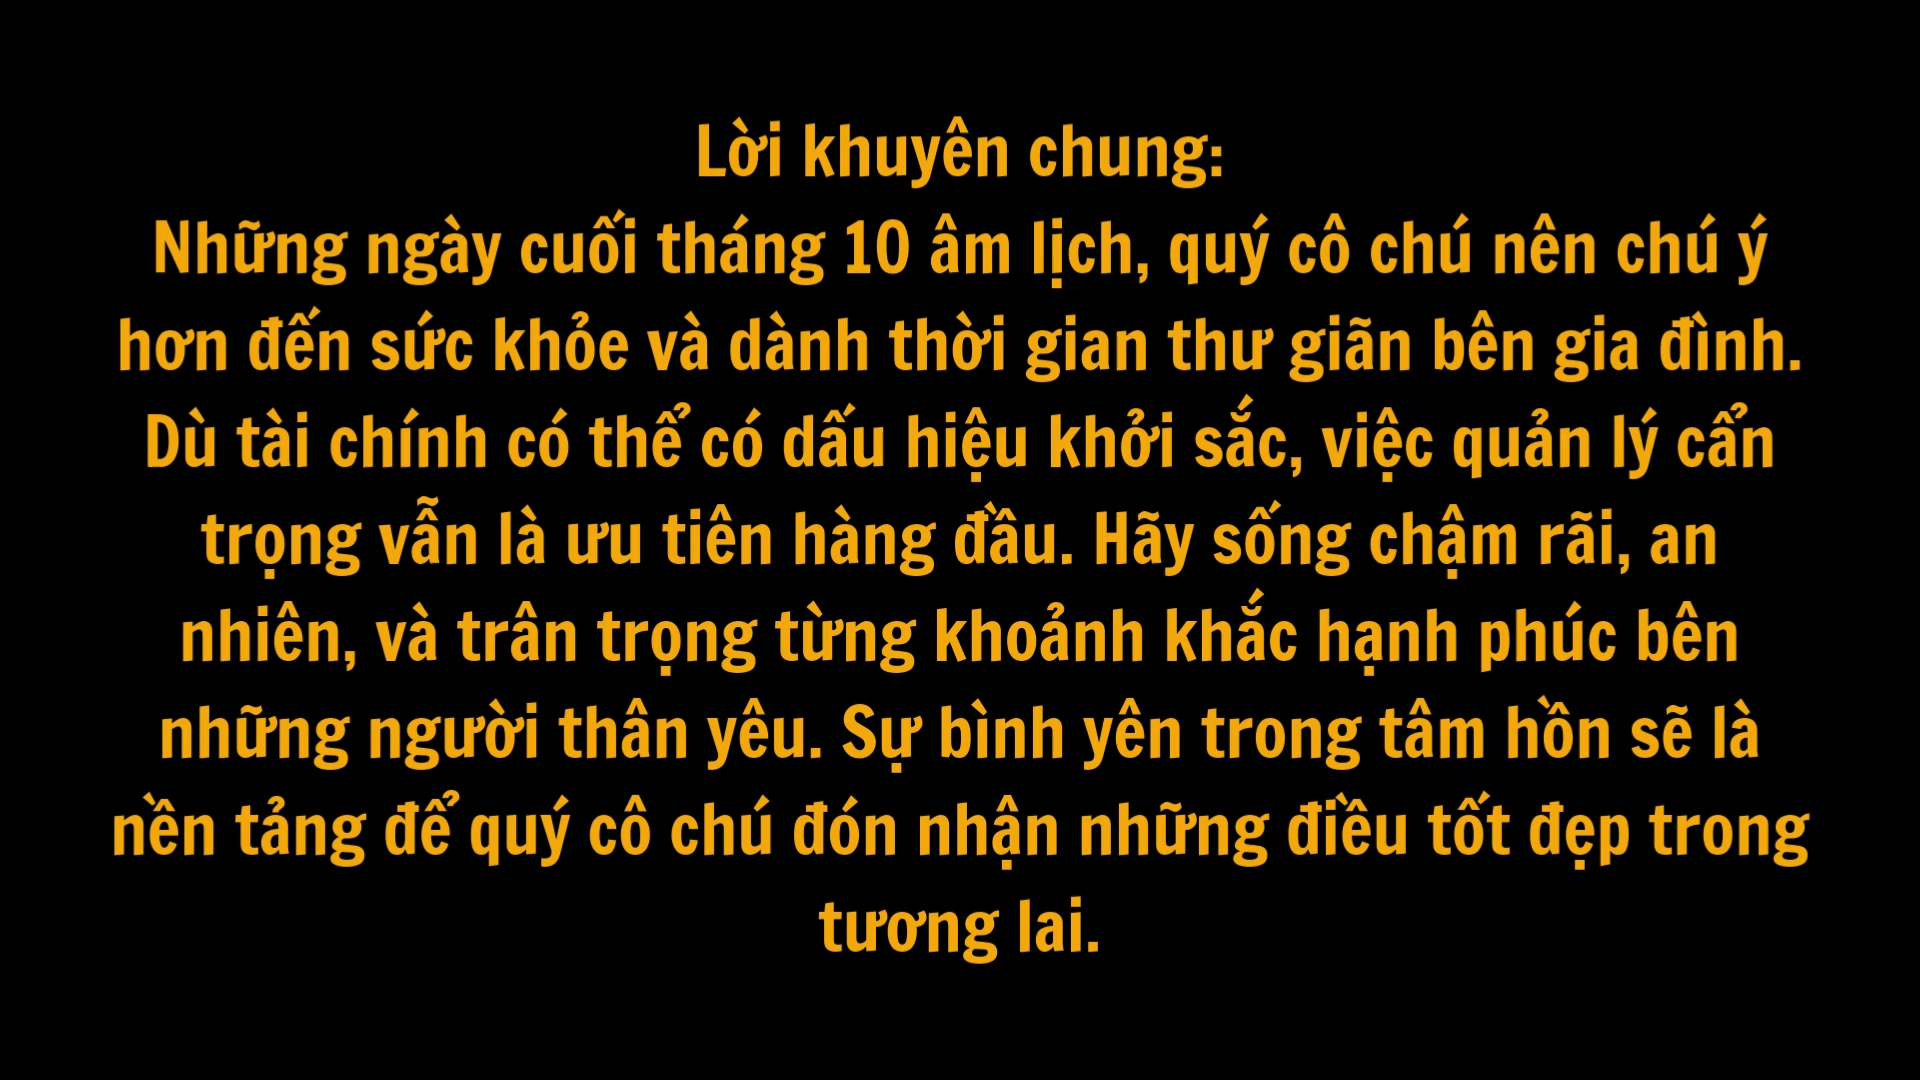 Lời khuyên chung:
Những ngày cuối tháng 10 âm lịch, quý cô chú nên chú ý
hơn đến sức khỏe và dành thời gian thư giãn bên gia đình.
Dù tài chính có thể có dấu hiệu khởi sắc, việc quản lý cẩn
trọng vẫn là ưu tiên hàng đầu. Hãy sống chậm rãi, an
nhiên, và trân trọng từng khoảnh khắc hạnh phúc bên
những người thân yêu. Sự bình yên trong tâm hồn sẽ là
nền tảng để quý cô chú đón nhận những điều tốt đẹp trong
tương lai.